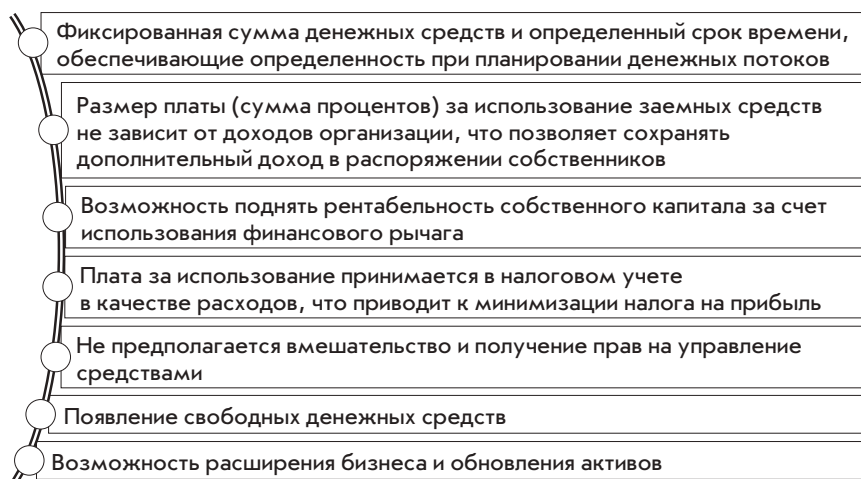 Фиксированная сумма денежных средств и определенный срок времени,
обеспечивающие определенность при планировании денежных потоков
Размер платы (сумма процентов) за использование заемных средств
не зависит от доходов организации, что позволяет сохранять
дополнительный доход в распоряжении собственников
Возможность поднять рентабельность собственного капитала за счет
использования финансового рычага
Плата за использование принимается в налоговом учете
в качестве расходов, что приводит к минимизации налога на прибыль
Не предполагается вмешательство и получение прав на управление
средствами
Появление свободных денежных средств
Возможность расширения бизнеса и обновления активов